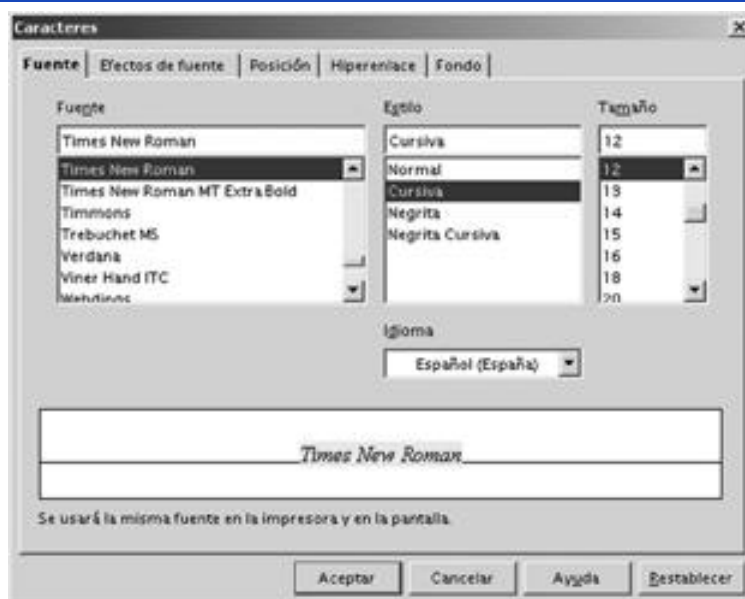 Caracteres
Fuente Efectos de fuente Posición Hiperenlace Fondo
Fuente Estilo Tamaño
Times New Roman Cursiva 12
Times New Roman Normal 12
Times New Roman MT Extra Bold Cursiva 13
Timmons Negrita 14
Trebuchet MS Negrita Cursiva 15
Verdana 16
Viner Hand ITC 18
Webdings 20
Idioma
Español (España)
Times New Roman
Se usará la misma fuente en la impresora y en la pantalla.
Aceptar Cancelar Ayuda Restablecer